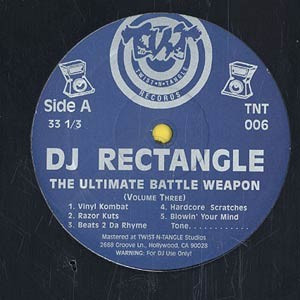 TNT
TWIST-N-TANGLE
RECORDS
Side A
33 1/3
TNT
006
DJ RECTANGLE
THE ULTIMATE BATTLE WEAPON
(VOLUME THREE)
1. Vinyl Kombat
2. Razor Kuts
3. Beats 2 Da Rhyme
4. Hardcore Scratches
5. Blowin' Your Mind
Tone............
Mastered at TWIST-N-TANGLE Studios
2668 Groove Ln., Hollywood, CA 90028
WARNING: For DJ Use Only!